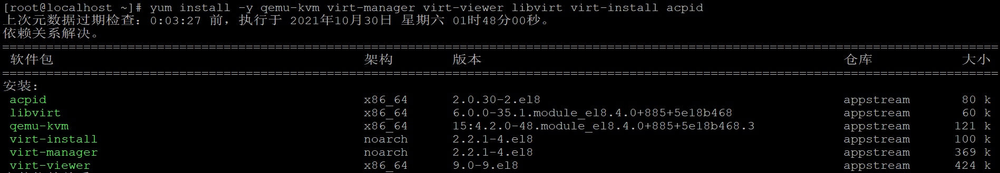 [root@localhost ~]# yum install -y qemu-kvm virt-manager virt-viewer libvirt virt-install acpid
上次元数据过期检查：0:03:27 前，执行于 2021年10月30日 星期六 01时48分00秒。
依赖关系解决。
软件包 架构 版本 仓库 大小
安装:
acpid x86_64 2.0.30-2.el8 appstream 80 k
libvirt x86_64 6.0.0-35.1.module_el8.4.0+885+5e18b468 appstream 60 k
qemu-kvm x86_64 15:4.2.0-48.module_el8.4.0+885+5e18b468.3 appstream 121 k
virt-install noarch 2.2.1-4.el8 appstream 100 k
virt-manager noarch 2.2.1-4.el8 appstream 369 k
virt-viewer x86_64 9.0-9.el8 appstream 424 k